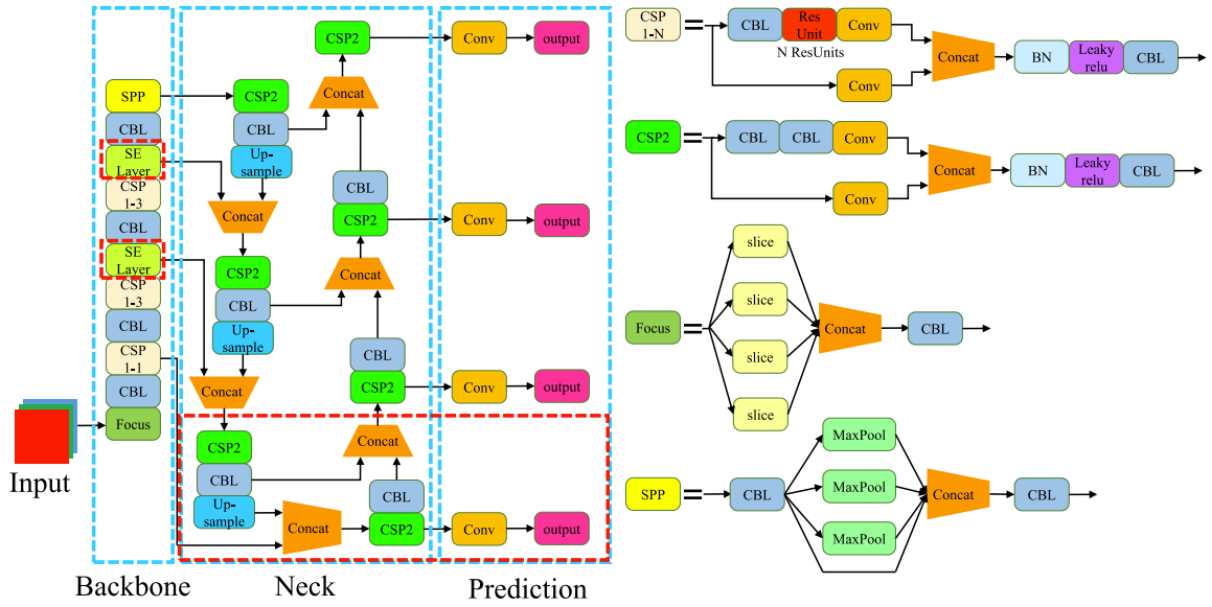 SPP
CBL
SE
Layer
CSP
1-3
CBL
SE
Layer
CSP
1-3
CBL
CSP
1-1
CBL
Focus
Input
Backbone
CSP2
CBL
Up-
sample
Concat
CSP2
CBL
Up-
sample
Concat
CSP2
CBL
Up-
sample
Concat
CSP2
Concat
CBL
CSP2
Concat
CBL
CSP2
Concat
CBL
CSP2
Neck
Conv
output
Conv
output
Conv
output
Conv
output
Prediction
CSP
1-N
=
CBL
Res
Unit
Conv
N ResUnits
Conv
Concat
BN
Leaky
relu
CBL
CSP2
=
CBL
CBL
Conv
Conv
Concat
BN
Leaky
relu
CBL
Focus
=
slice
slice
slice
slice
Concat
CBL
SPP
=
CBL
MaxPool
MaxPool
MaxPool
Concat
CBL